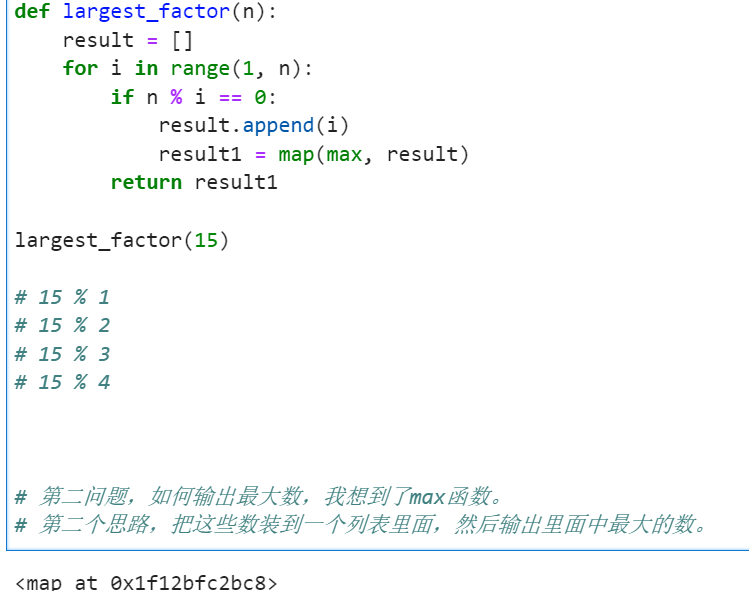 def largest_factor(n):
    result = []
    for i in range(1, n):
        if n % i == 0:
            result.append(i)
            result1 = map(max, result)
        return result1
largest_factor(15)
# 15 % 1
# 15 % 2
# 15 % 3
# 15 % 4
# 第二问题，如何输出最大数，我想到了max函数。
# 第二个思路，把这些数装到一个列表里面，然后输出里面中最大的数。
<map at 0x1f12bfc2bc8>